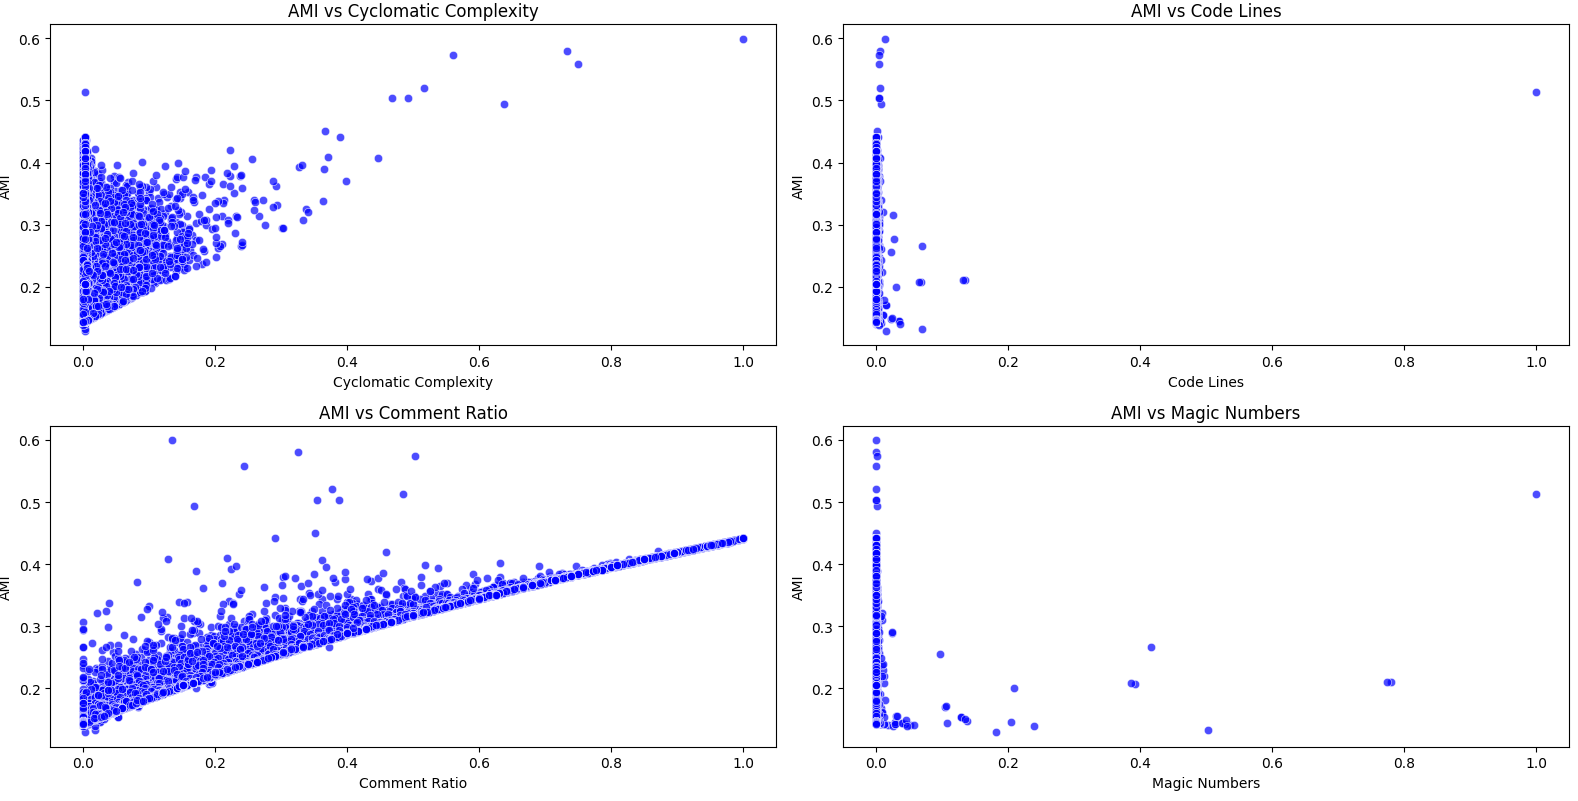 AMI vs Cyclomatic Complexity
AMI
0.6
0.5
0.4
0.3
0.2
0.0 0.2 0.4 0.6 0.8 1.0
Cyclomatic Complexity
AMI vs Code Lines
AMI
0.6
0.5
0.4
0.3
0.2
0.0 0.2 0.4 0.6 0.8 1.0
Code Lines
AMI vs Comment Ratio
AMI
0.6
0.5
0.4
0.3
0.2
0.0 0.2 0.4 0.6 0.8 1.0
Comment Ratio
AMI vs Magic Numbers
AMI
0.6
0.5
0.4
0.3
0.2
0.0 0.2 0.4 0.6 0.8 1.0
Magic Numbers